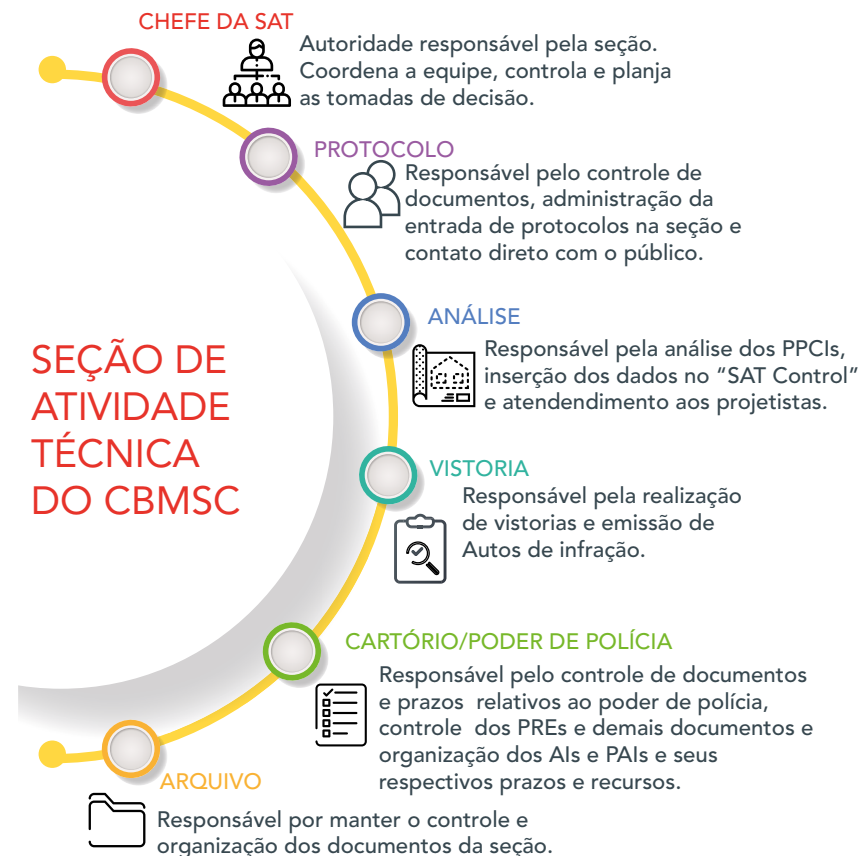 CHEFE DA SAT
Autoridade responsável pela seção.
Coordena a equipe, controla e planja
as tomadas de decisão.
PROTOCOLO
Responsável pelo controle de
documentos, administração da
entrada de protocolos na seção e
contato direto com o público.
SEÇÃO DE
ATIVIDADE
TÉCNICA
DO CBMSC
ANÁLISE
Responsável pela análise dos PPCIs,
inserção dos dados no “SAT Control”
e atendendimento aos projetistas.
VISTORIA
Responsável pela realização
de vistorias e emissão de
Autos de infração.
CARTÓRIO/PODER DE POLÍCIA
Responsável pelo controle de documentos
e prazos relativos ao poder de polícia,
controle dos PREs e demais documentos e
organização dos AIs e PAIs e seus
respectivos prazos e recursos.
ARQUIVO
Responsável por manter o controle e
organização dos documentos da seção.